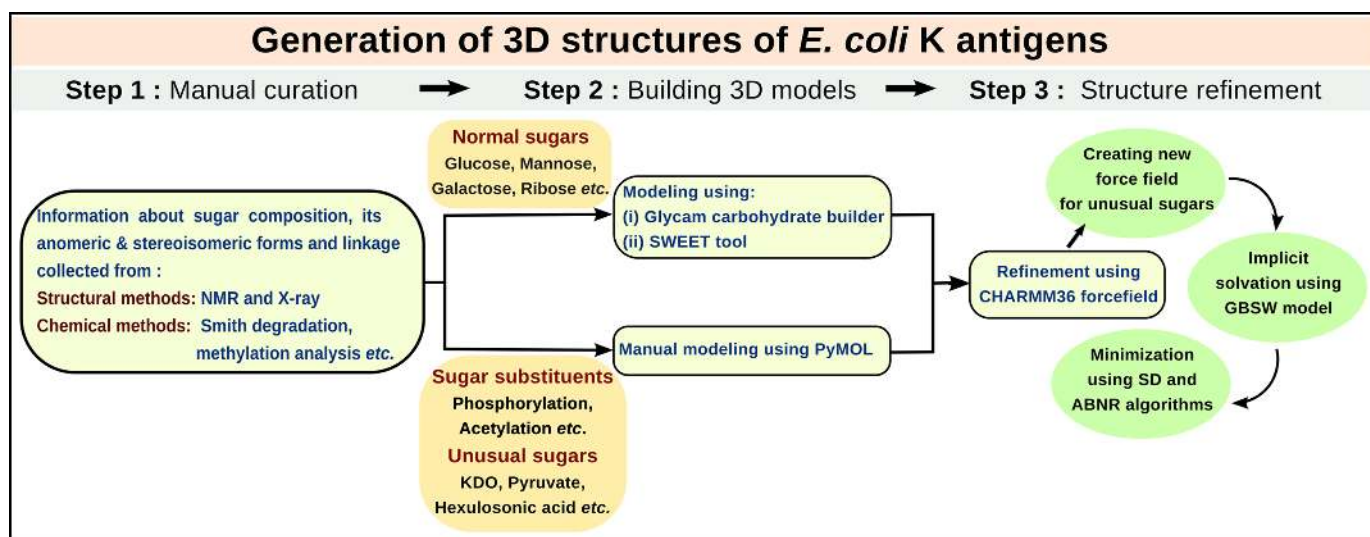 Generation of 3D structures of E. coli K antigens
Step 1 : Manual curation
Step 2 : Building 3D models
Step 3 : Structure refinement
Information about sugar composition, its
anomeric & stereoisomeric forms and linkage
collected from :
Structural methods: NMR and X-ray
Chemical methods: Smith degradation,
methylation analysis etc.
Normal sugars
Glucose, Mannose,
Galactose, Ribose etc.
Sugar substituents
Phosphorylation,
Acetylation etc.
Unusual sugars
KDO, Pyruvate,
Hexulosonic acid etc.
Modeling using:
(i) Glycam carbohydrate builder
(ii) SWEET tool
Manual modeling using PyMOL
Refinement using
CHARMM36 forcefield
Creating new
force field
for unusual sugars
Implicit
solvation using
GBSW model
Minimization
using SD and
ABNR algorithms